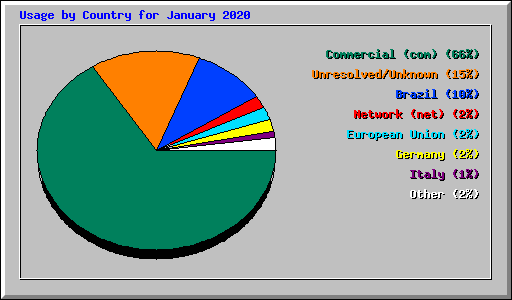 Usage by Country for January 2020
Commercial (com) (66%)
Unresolved/Unknown (15%)
Brazil (10%)
Network (net) (2%)
European Union (2%)
Germany (2%)
Italy (1%)
Other (2%)